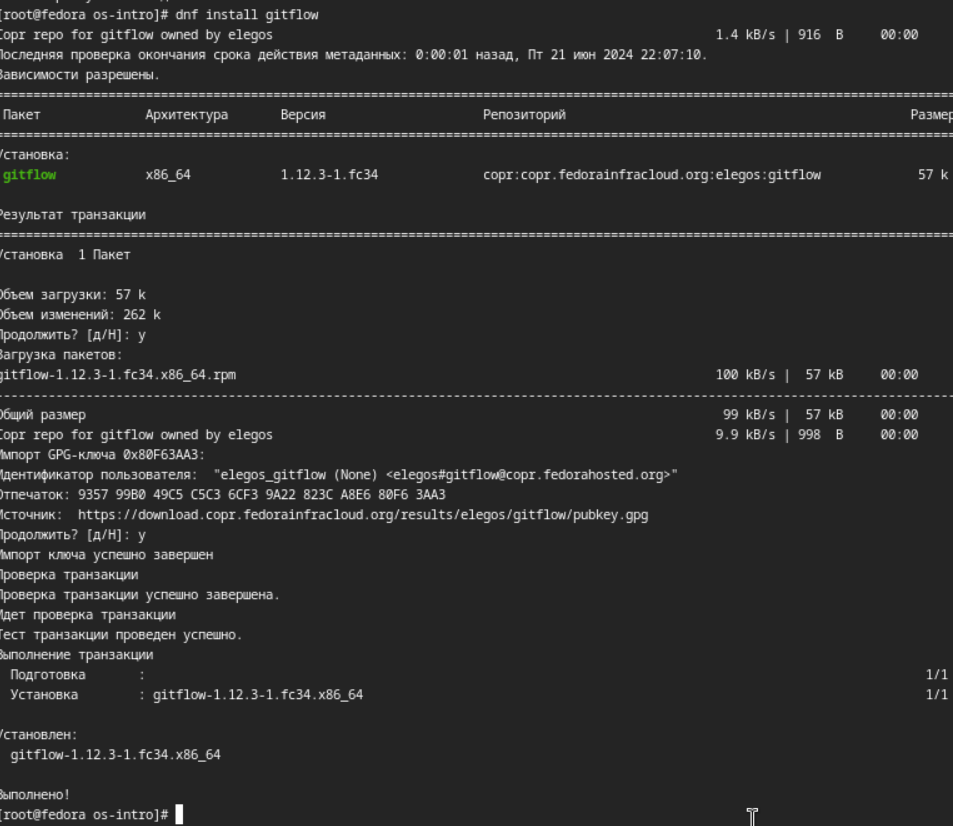 [root@fedora os-intro]# dnf install gitflow
Copr repo for gitflow owned by elegos 1.4 kB/s | 916 B 00:00
Последняя проверка окончания срока действия метаданных: 0:00:01 назад, Пт 21 июн 2024 22:07:10.
Зависимости разрешены.
================================================================================
Пакет Архитектура Версия Репозиторий Размер
================================================================================
Установка:
gitflow x86_64 1.12.3-1.fc34 copr:copr.fedorainfracloud.org:elegos:gitflow 57 k
Результат транзакции
================================================================================
Установка 1 Пакет
Объем загрузки: 57 k
Объем изменений: 262 k
Продолжить? [д/Н]: y
Загрузка пакетов:
gitflow-1.12.3-1.fc34.x86_64.rpm 100 kB/s | 57 kB 00:00
--------------------------------------------------------------------------------
Общий размер 99 kB/s | 57 kB 00:00
Copr repo for gitflow owned by elegos 9.9 kB/s | 998 B 00:00
Импорт GPG-ключа 0x80F63AA3:
Идентификатор пользователя: "elegos_gitflow (None) <elegos#gitflow@copr.fedorahosted.org>"
Отпечаток: 9357 99B0 49C5 C5C3 6CF3 9A22 823C A8E6 80F6 3AA3
Источник: https://download.copr.fedorainfracloud.org/results/elegos/gitflow/pubkey.gpg
Продолжить? [д/Н]: y
Импорт ключа успешно завершен
Проверка транзакции
Проверка транзакции успешно завершена.
Идет проверка транзакции
Тест транзакции проведен успешно.
Выполнение транзакции
Подготовка : 1/1
Установка : gitflow-1.12.3-1.fc34.x86_64 1/1
Установлен:
gitflow-1.12.3-1.fc34.x86_64
Выполнено!
[root@fedora os-intro]#